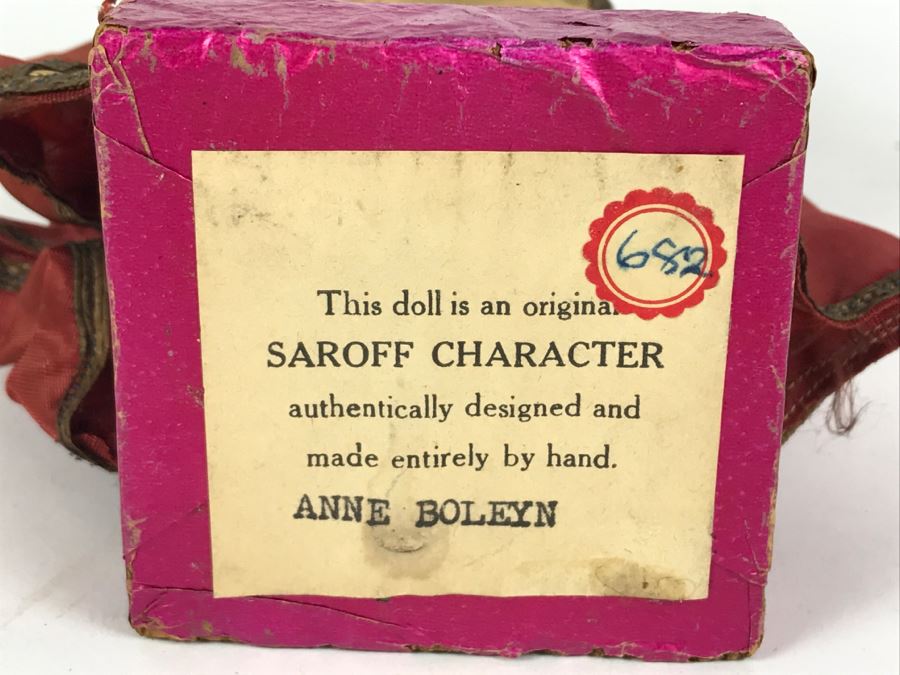 682
This doll is an original
SAROFF CHARACTER
authentically designed and
made entirely by hand.
ANNE BOLEYN